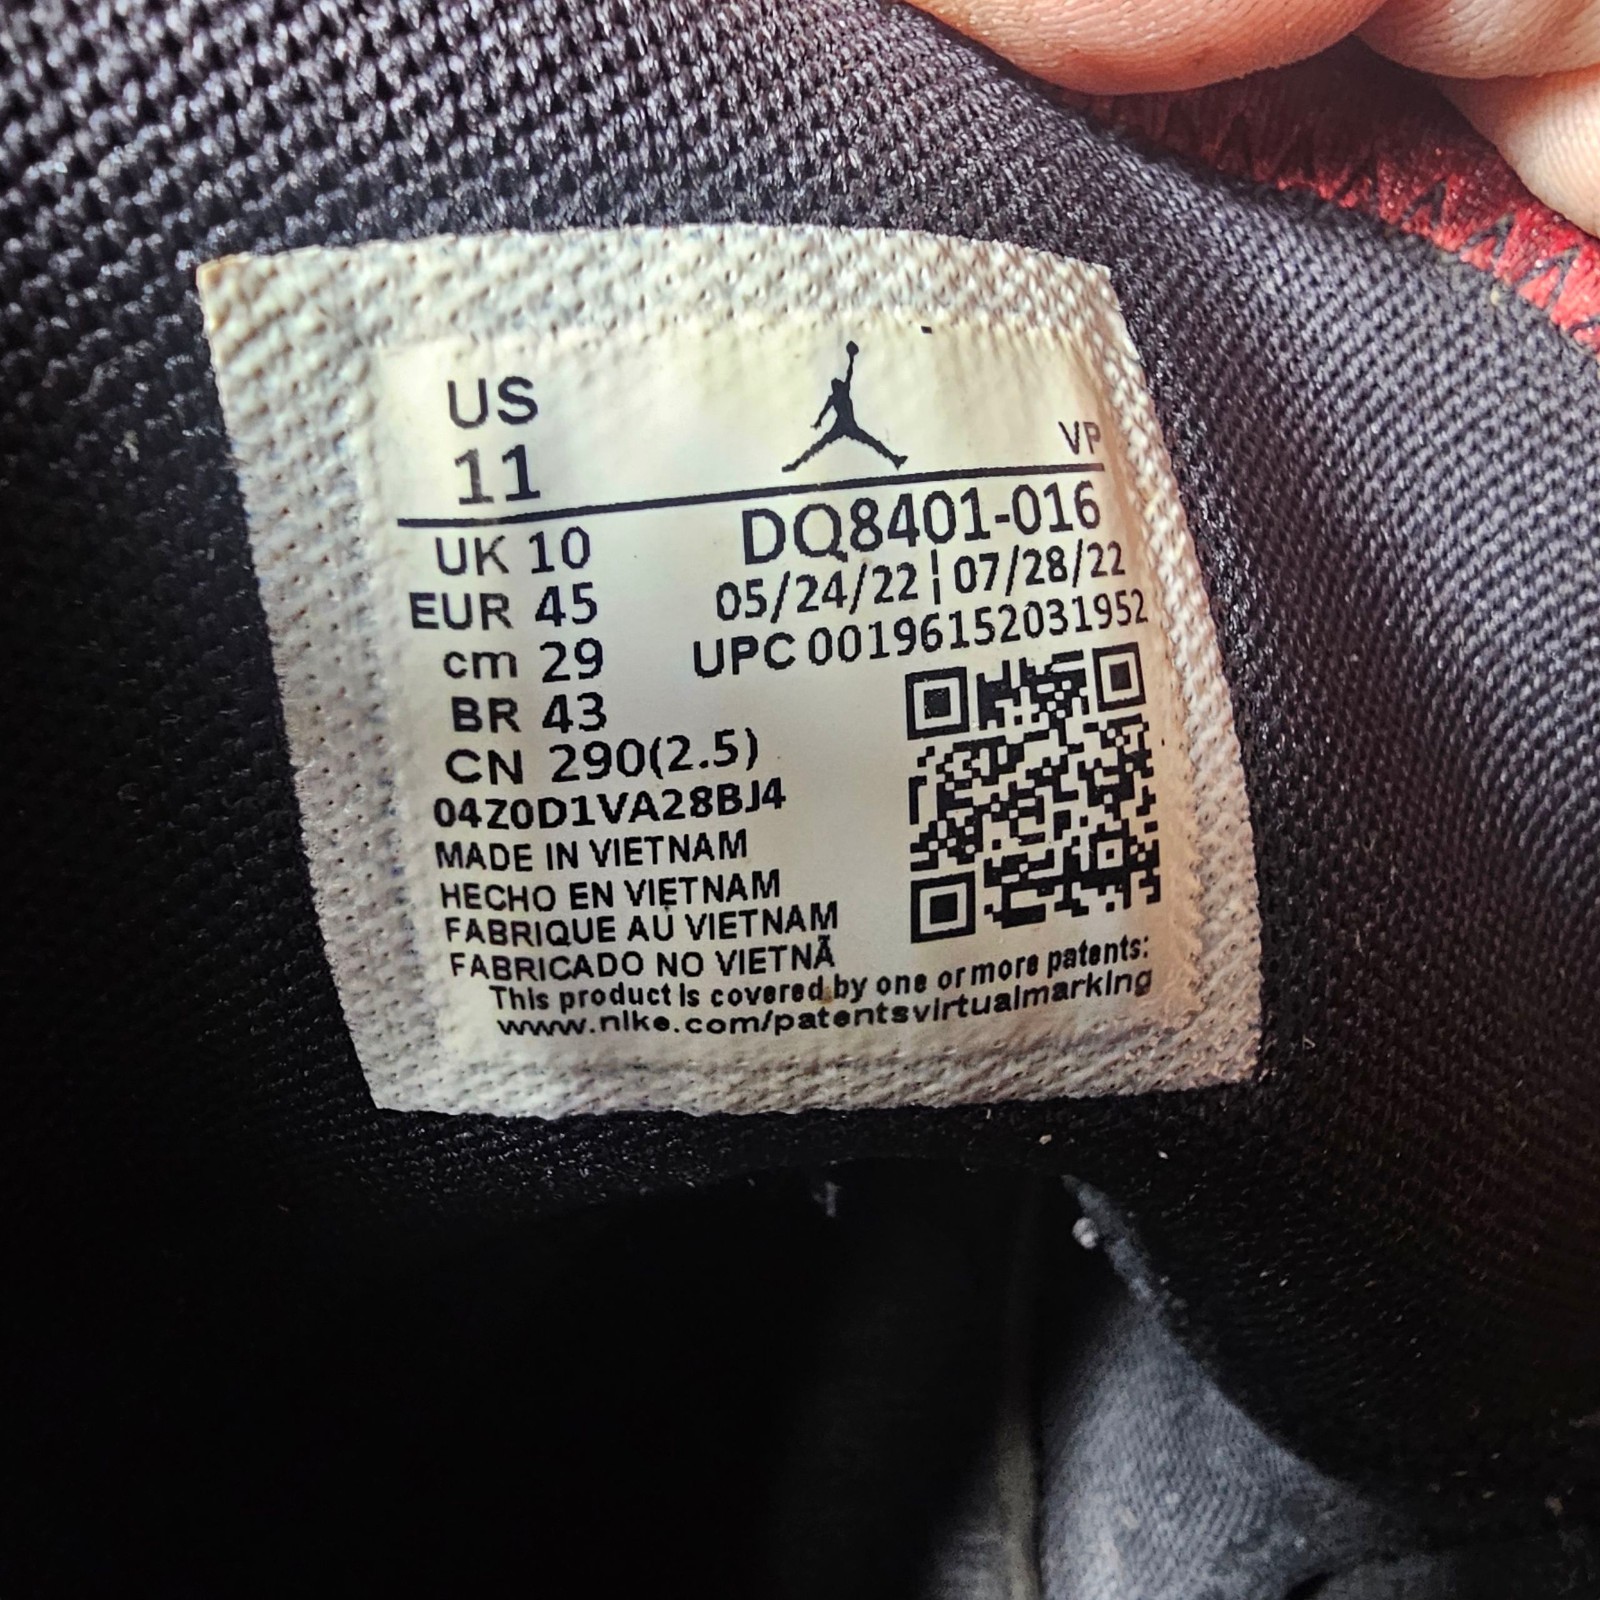 US
11
VP
UK 10
DQ8401-016
EUR 45
05/24/22 ¦ 07/28/22
cm 29
UPC 00196152031952
BR 43
CN 290(2.5)
04Z0D1VA28BJ4
MADE IN VIETNAM
HECHO EN VIETNAM
FABRIQUE AU VIETNAM
FABRICADO NO VIETNÃ
This product is covered by one or more patents:
www.nike.com/patentsvirtualmarking